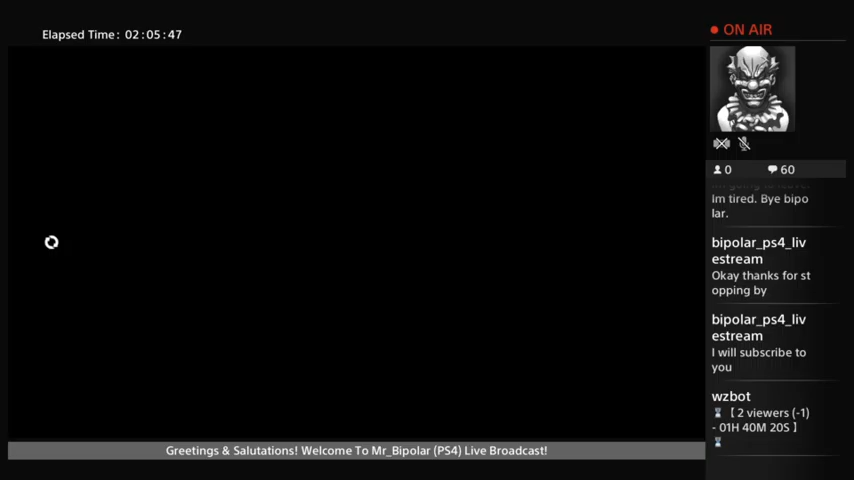 Elapsed Time: 02:05:47
ON AIR
0 60
Im tired. Bye bipo
lar.
bipolar_ps4_liv
estream
Okay thanks for st
opping by
bipolar_ps4_liv
estream
I will subscribe to
you
wzbot
⌛【 2 viewers (-1)
- 01H 40M 20S 】
⌛
Greetings & Salutations! Welcome To Mr_Bipolar (PS4) Live Broadcast!